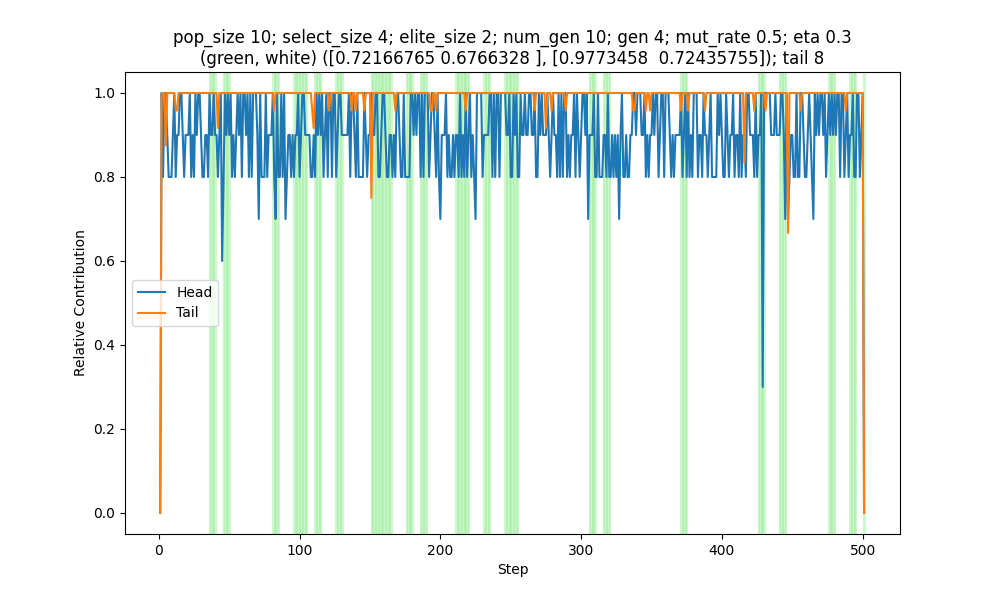 pop_size 10; select_size 4; elite_size 2; num_gen 10; gen 4; mut_rate 0.5; eta 0.3
(green, white) ([0.72166765 0.6766328 ], [0.9773458  0.72435755]); tail 8
1.0
0.8
0.6
0.4
0.2
0.0
Relative Contribution
Head
Tail
0 100 200 300 400 500
Step